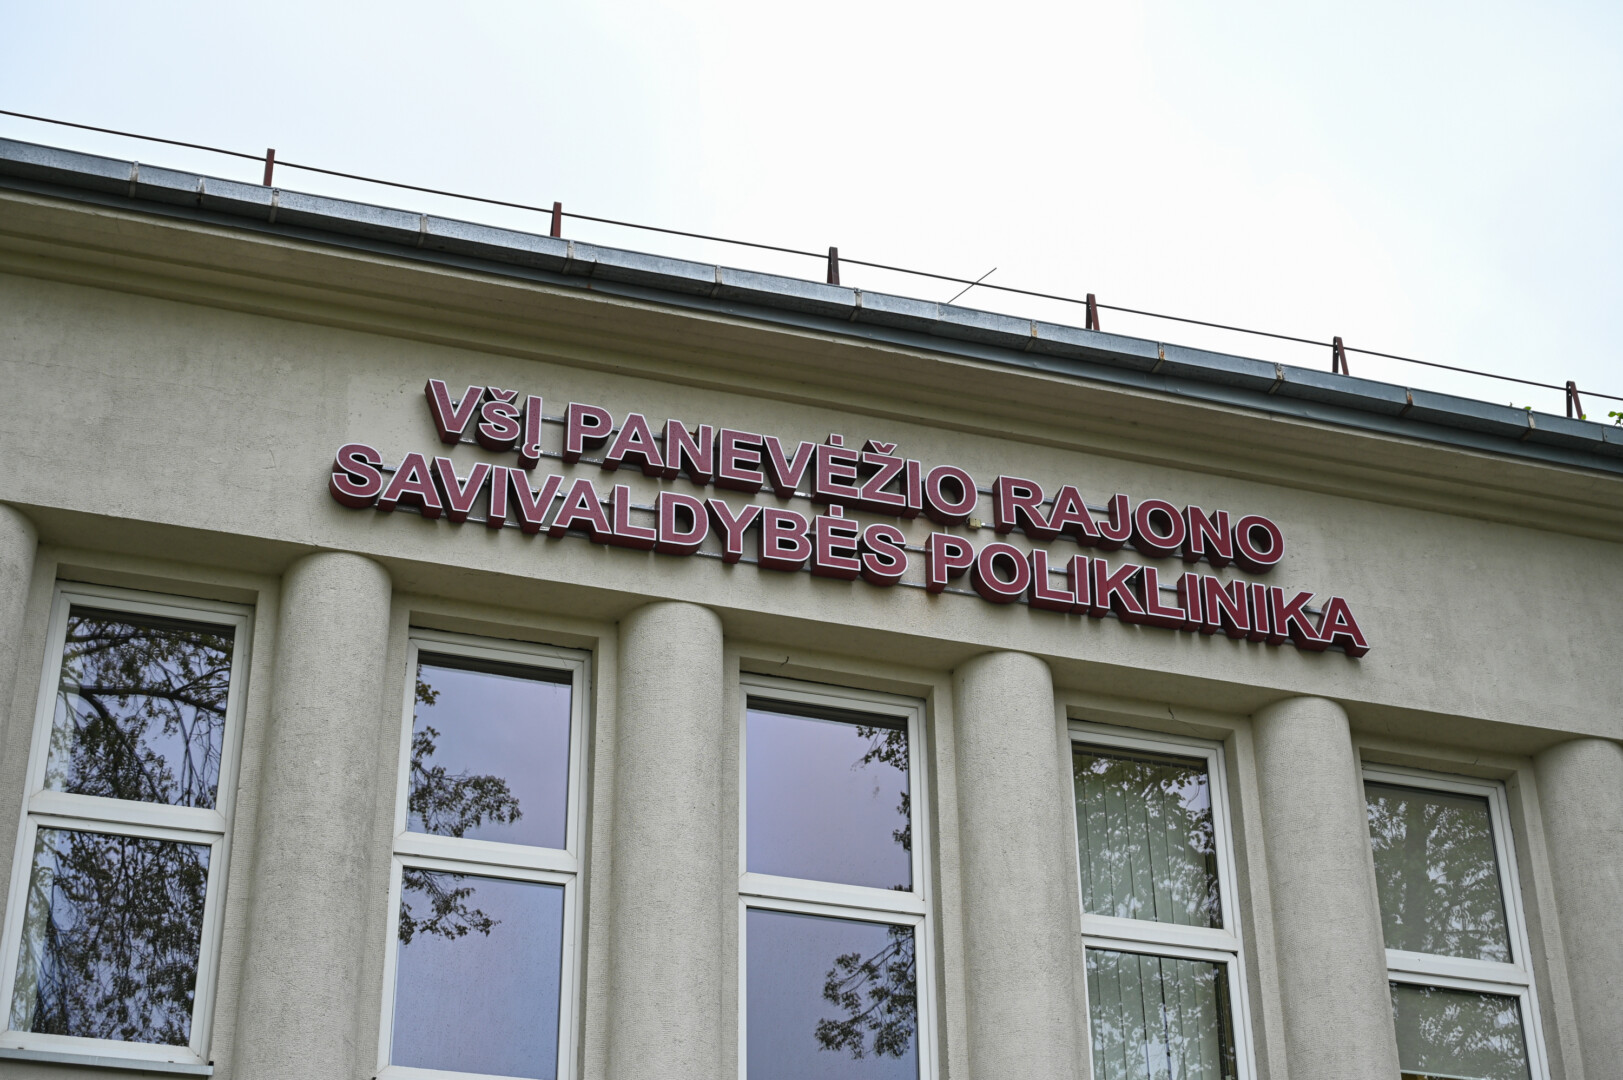 VŠĮ PANEVĖŽIO RAJONO
SAVIVALDYBĖS POLIKLINIKA